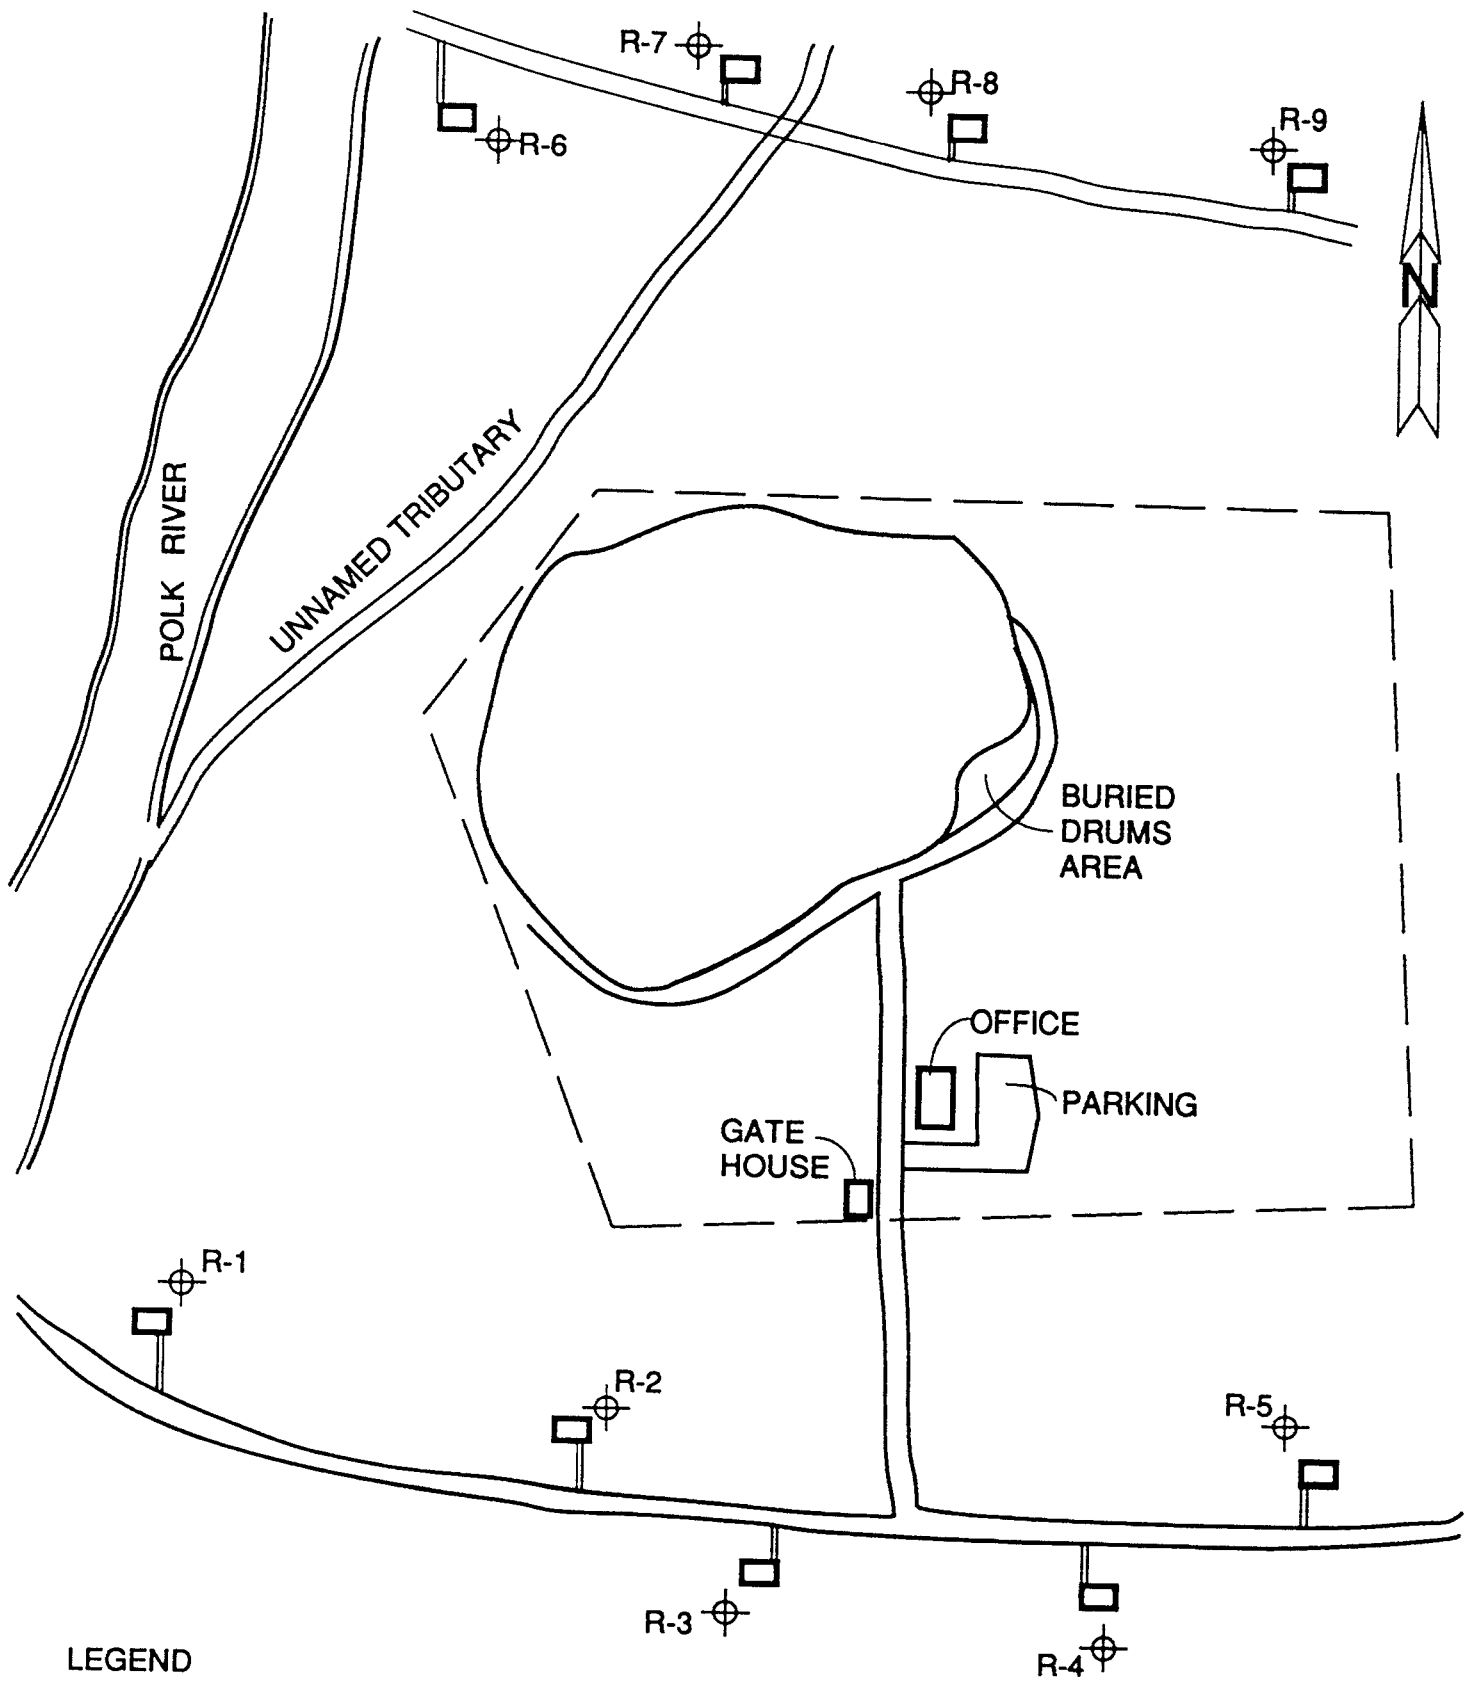 R-7
R-8
R-6
R-9
N
POLK RIVER
UNNAMED TRIBUTARY
BURIED
DRUMS
AREA
OFFICE
PARKING
GATE
HOUSE
R-1
R-2
R-5
R-3
R-4
LEGEND